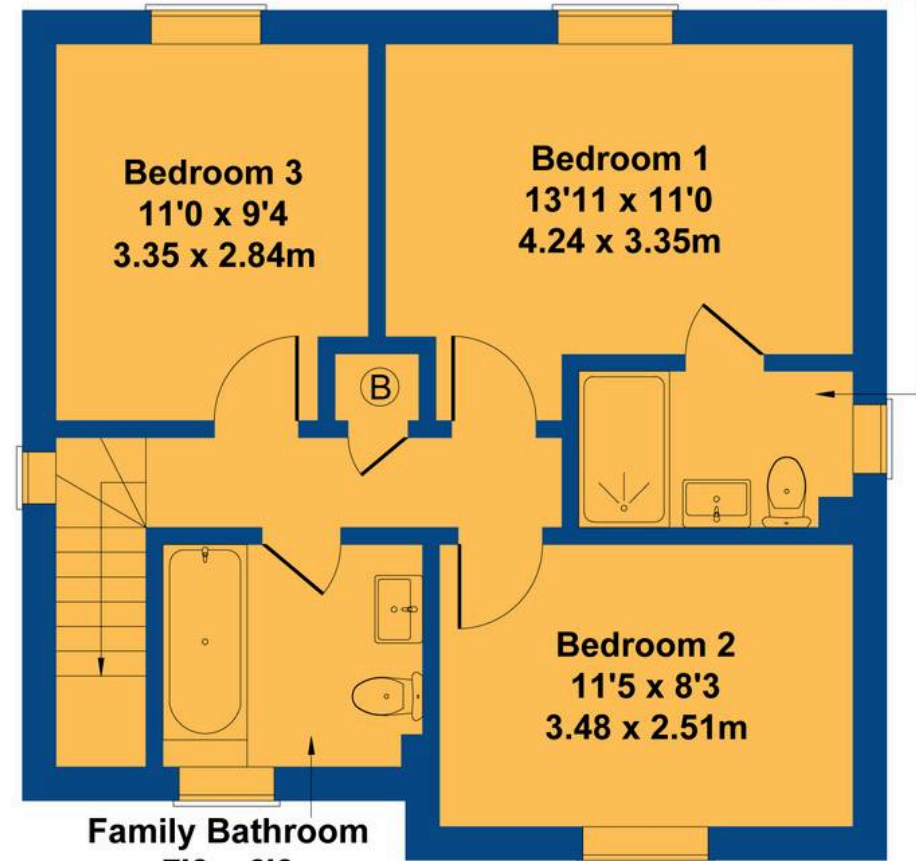 Bedroom 3
11'0 x 9'4
3.35 x 2.84m
Bedroom 1
13'11 x 11'0
4.24 x 3.35m
B
Bedroom 2
11'5 x 8'3
3.48 x 2.51m
Family Bathroom